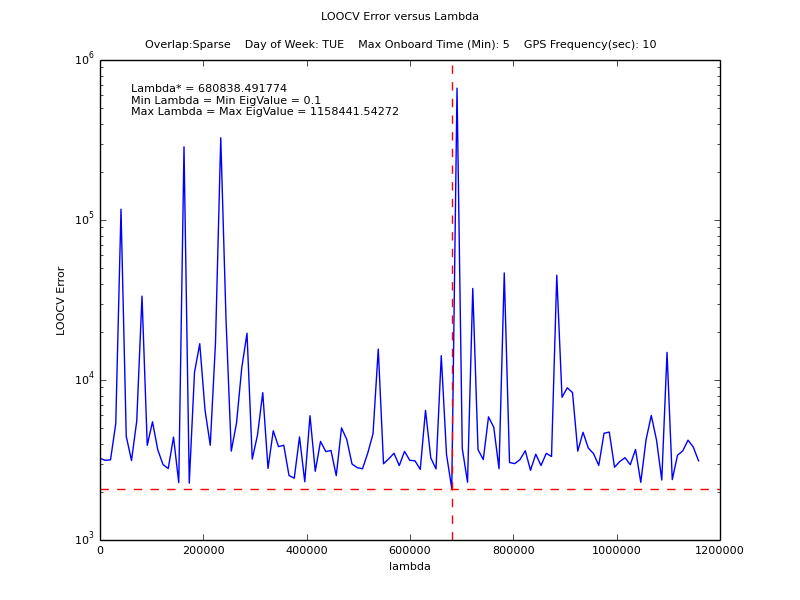 LOOCV Error versus Lambda
Overlap:Sparse    Day of Week: TUE    Max Onboard Time (Min): 5    GPS Frequency(sec): 10
Lambda* = 680838.491774
Min Lambda = Min EigValue = 0.1
Max Lambda = Max EigValue = 1158441.54272
LOOCV Error
10^6
10^5
10^4
10^3
0    200000    400000    600000    800000    1000000    1200000
lambda